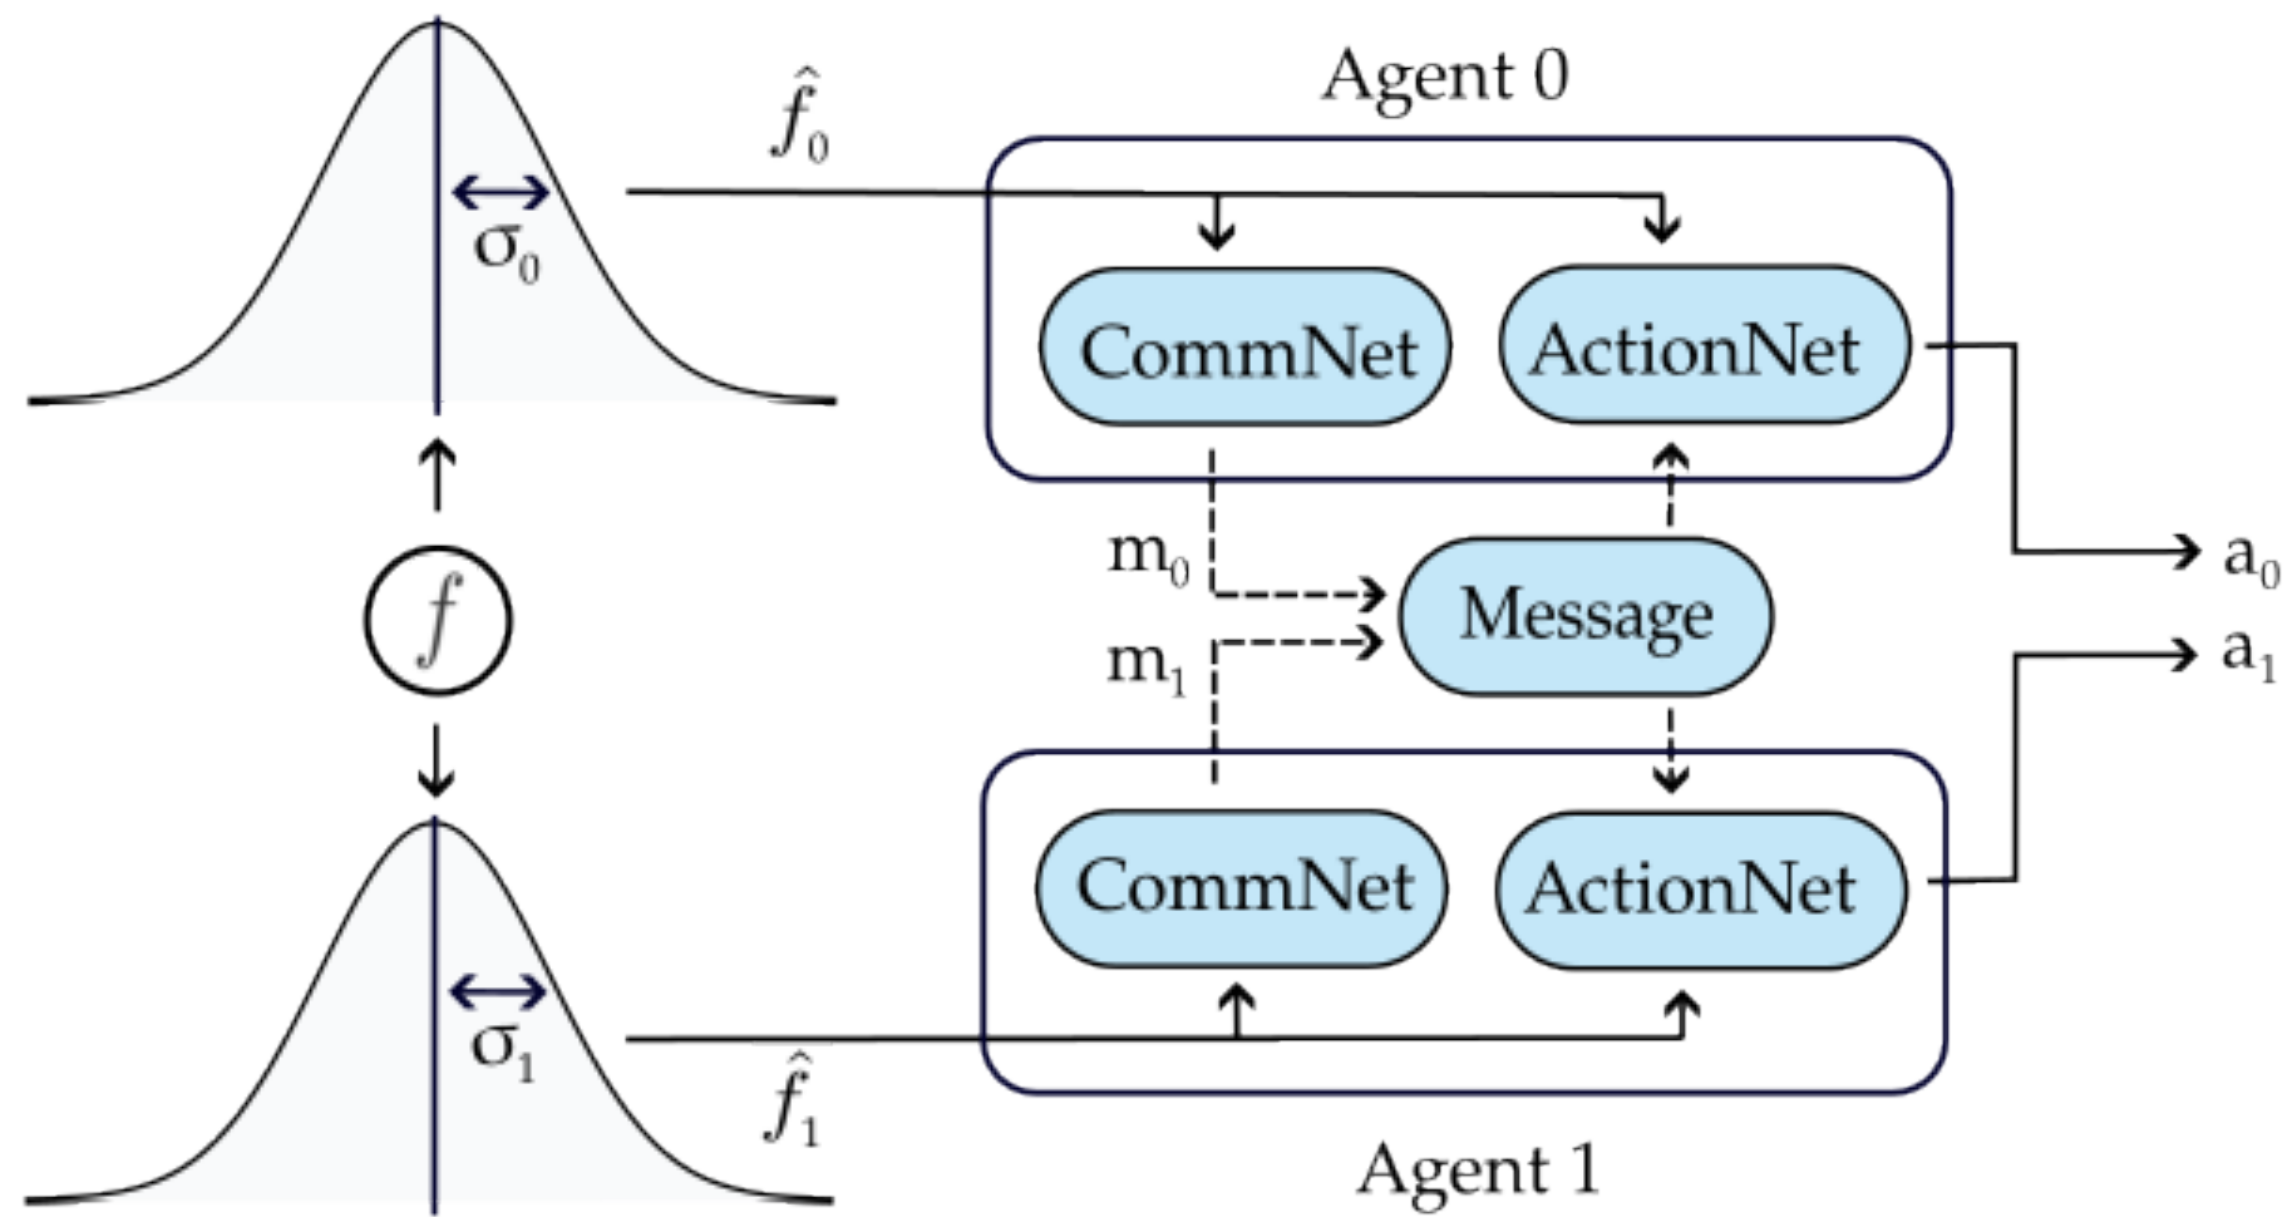 Agent 0
f̂₀
σ₀
CommNet
ActionNet
m₀
Message
a₀
f
m₁
a₁
CommNet
ActionNet
σ₁
f̂₁
Agent 1